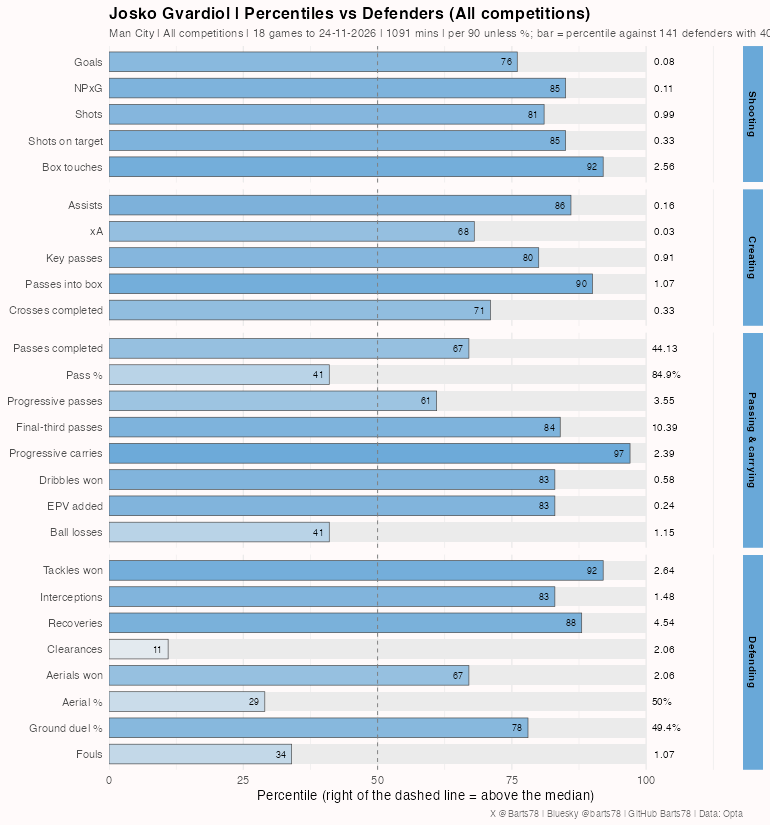 Josko Gvardiol | Percentiles vs Defenders (All competitions)
Man City | All competitions | 18 games to 24-11-2026 | 1091 mins | per 90 unless %; bar = percentile against 141 defenders with 40
Goals 76 0.08
NPxG 85 0.11
Shots 81 0.99
Shots on target 85 0.33
Box touches 92 2.56
Shooting
Assists 86 0.16
xA 68 0.03
Key passes 80 0.91
Passes into box 90 1.07
Crosses completed 71 0.33
Creating
Passes completed 67 44.13
Pass % 41 84.9%
Progressive passes 61 3.55
Final-third passes 84 10.39
Progressive carries 97 2.39
Dribbles won 83 0.58
EPV added 83 0.24
Ball losses 41 1.15
Passing & carrying
Tackles won 92 2.64
Interceptions 83 1.48
Recoveries 88 4.54
Clearances 11 2.06
Aerials won 67 2.06
Aerial % 29 50%
Ground duel % 78 49.4%
Fouls 34 1.07
Defending
0 25 50 75 100
Percentile (right of the dashed line = above the median)
X @Barts78 | Bluesky @barts78 | GitHub Barts78 | Data: Opta